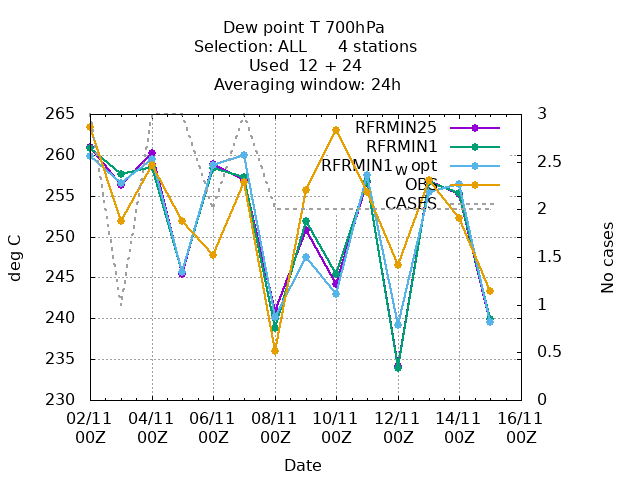 Dew point T 700hPa
Selection: ALL 4 stations
Used 12 + 24
Averaging window: 24h
265
260
255
250
245
240
235
230
deg C
3
2.5
2
1.5
1
0.5
0
No cases
RFRMIN25
RFRMIN1
RFRMIN1_W opt
OBS
CASES
02/11 04/11 06/11 08/11 10/11 12/11 14/11 16/11
00Z 00Z 00Z 00Z 00Z 00Z 00Z 00Z
Date